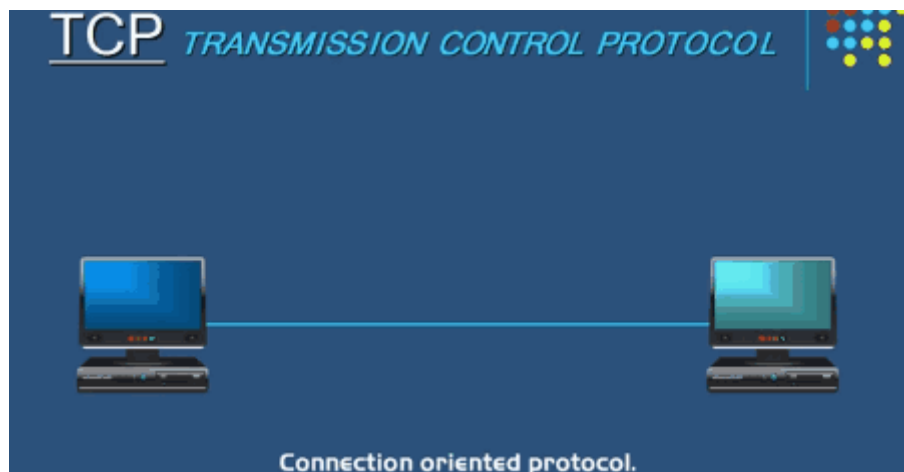 TCP TRANSMISSION CONTROL PROTOCOL
Connection oriented protocol.